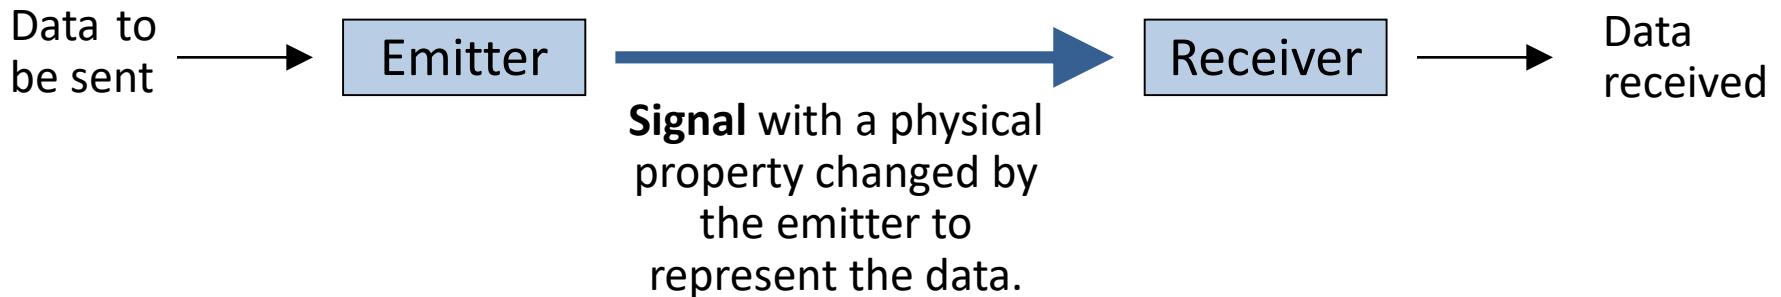 Data to
be sent
Emitter
Signal with a physical
property changed by
the emitter to
represent the data.
Receiver
Data
received